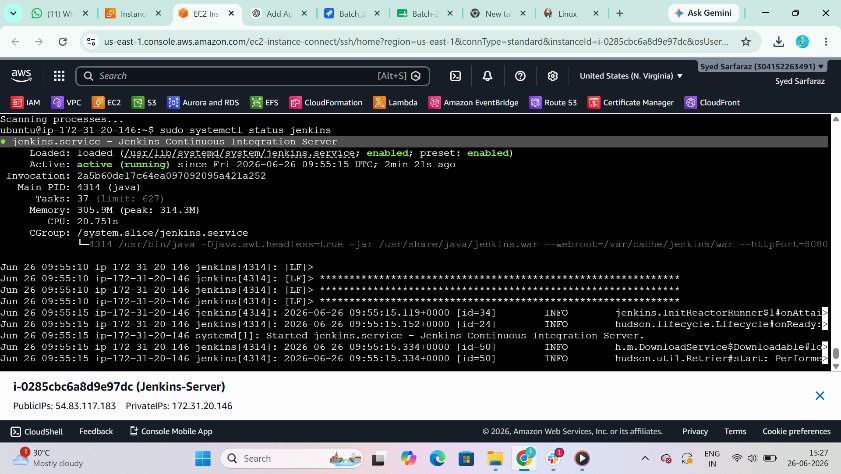 (11) W
Instanc
EC2 Ins
Add A
Batch_2
Batch-2
New ta
Linux
Ask Gemini
us-east-1.console.aws.amazon.com/ec2-instance-connect/ssh/home?region=us-east-1&connType=standard&instanceId=i-0285cbc6a8d9e97dc&osUser...
aws
Search
[Alt+S]
United States (N. Virginia)
Syed Sarfaraz (304152263491)
Syed Sarfaraz
IAM
VPC
EC2
S3
Aurora and RDS
EFS
CloudFormation
Lambda
Amazon EventBridge
Route 53
Certificate Manager
CloudFront
Scanning processes...
ubuntu@ip-172-31-20-146:~$ sudo systemctl status jenkins
● jenkins.service - Jenkins Continuous Integration Server
Loaded: loaded (/usr/lib/systemd/system/jenkins.service; enabled; preset: enabled)
Active: active (running) since Fri 2026-06-26 09:55:15 UTC; 2min 21s ago
Invocation: 2a5b60de17c64ea097092095a421a252
Main PID: 4314 (java)
Tasks: 37 (limit: 627)
Memory: 305.9M (peak: 314.3M)
CPU: 20.751s
CGroup: /system.slice/jenkins.service
└─4314 /usr/bin/java -Djava.awt.headless=true -jar /usr/share/java/jenkins.war --webroot=/var/cache/jenkins/war --httpPort=8080
Jun 26 09:55:10 ip-172-31-20-146 jenkins[4314]: [LF]>
Jun 26 09:55:10 ip-172-31-20-146 jenkins[4314]: [LF]> *************************************************************
Jun 26 09:55:10 ip-172-31-20-146 jenkins[4314]: [LF]> *************************************************************
Jun 26 09:55:10 ip-172-31-20-146 jenkins[4314]: [LF]> *************************************************************
Jun 26 09:55:15 ip-172-31-20-146 jenkins[4314]: 2026-06-26 09:55:15.119+0000 [id=34] INFO jenkins.InitReactorRunner$1#onAttai>
Jun 26 09:55:15 ip-172-31-20-146 jenkins[4314]: 2026-06-26 09:55:15.152+0000 [id=24] INFO hudson.lifecycle.Lifecycle#onReady:>
Jun 26 09:55:15 ip-172-31-20-146 systemd[1]: Started jenkins.service - Jenkins Continuous Integration Server.
Jun 26 09:55:15 ip-172-31-20-146 jenkins[4314]: 2026-06-26 09:55:15.334+0000 [id=50] INFO h.m.DownloadService$Downloadable#lo>
Jun 26 09:55:15 ip-172-31-20-146 jenkins[4314]: 2026-06-26 09:55:15.334+0000 [id=50] INFO hudson.util.Retrier#start: Performe>
i-0285cbc6a8d9e97dc (Jenkins-Server)
PublicIPs: 54.83.117.183 PrivateIPs: 172.31.20.146
CloudShell
Feedback
Console Mobile App
© 2026, Amazon Web Services, Inc. or its affiliates.
Privacy
Terms
Cookie preferences
1
30°C
Mostly cloudy
Search
1
ENG
IN
15:27
26-06-2026